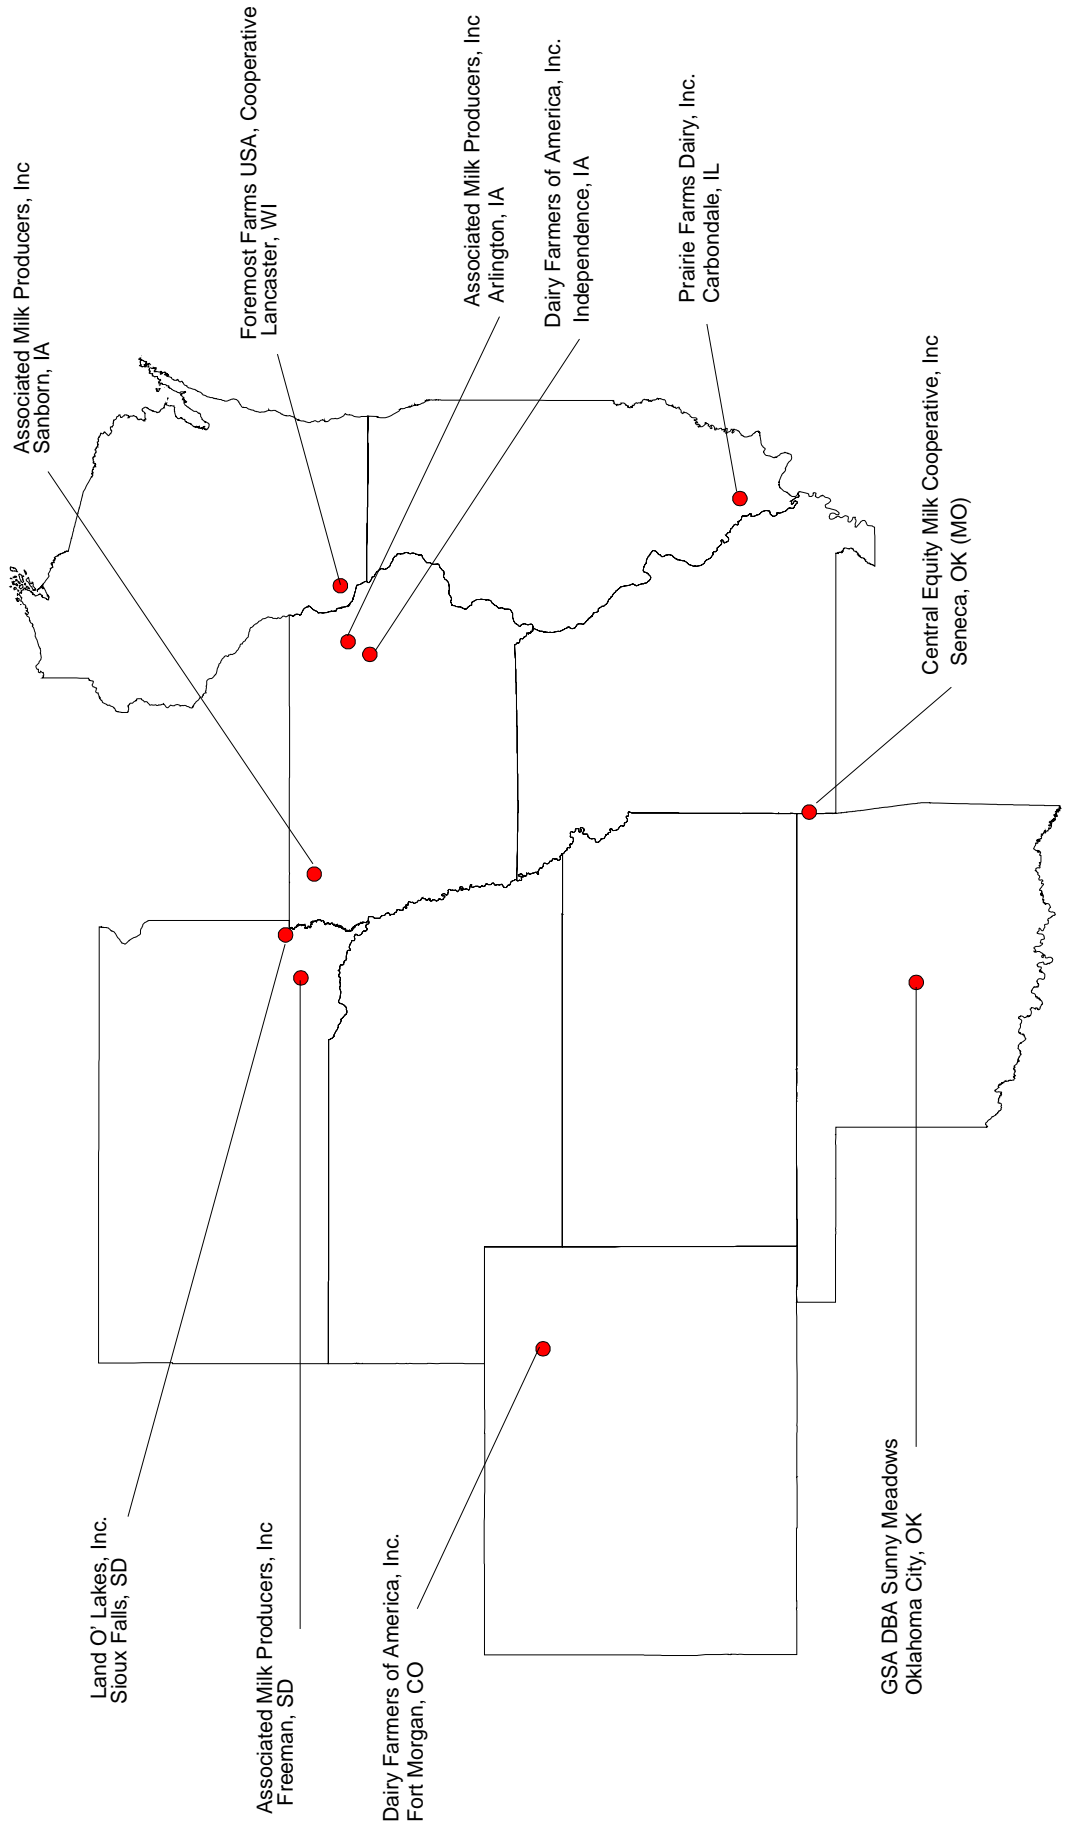 Associated Milk Producers, Inc
Sanborn, IA
Foremost Farms USA, Cooperative
Lancaster, WI
Associated Milk Producers, Inc
Arlington, IA
Dairy Farmers of America, Inc.
Independence, IA
Prairie Farms Dairy, Inc.
Carbondale, IL
Central Equity Milk Cooperative, Inc
Seneca, OK (MO)
Land O' Lakes, Inc.
Sioux Falls, SD
Associated Milk Producers, Inc
Freeman, SD
Dairy Farmers of America, Inc.
Fort Morgan, CO
GSA DBA Sunny Meadows
Oklahoma City, OK